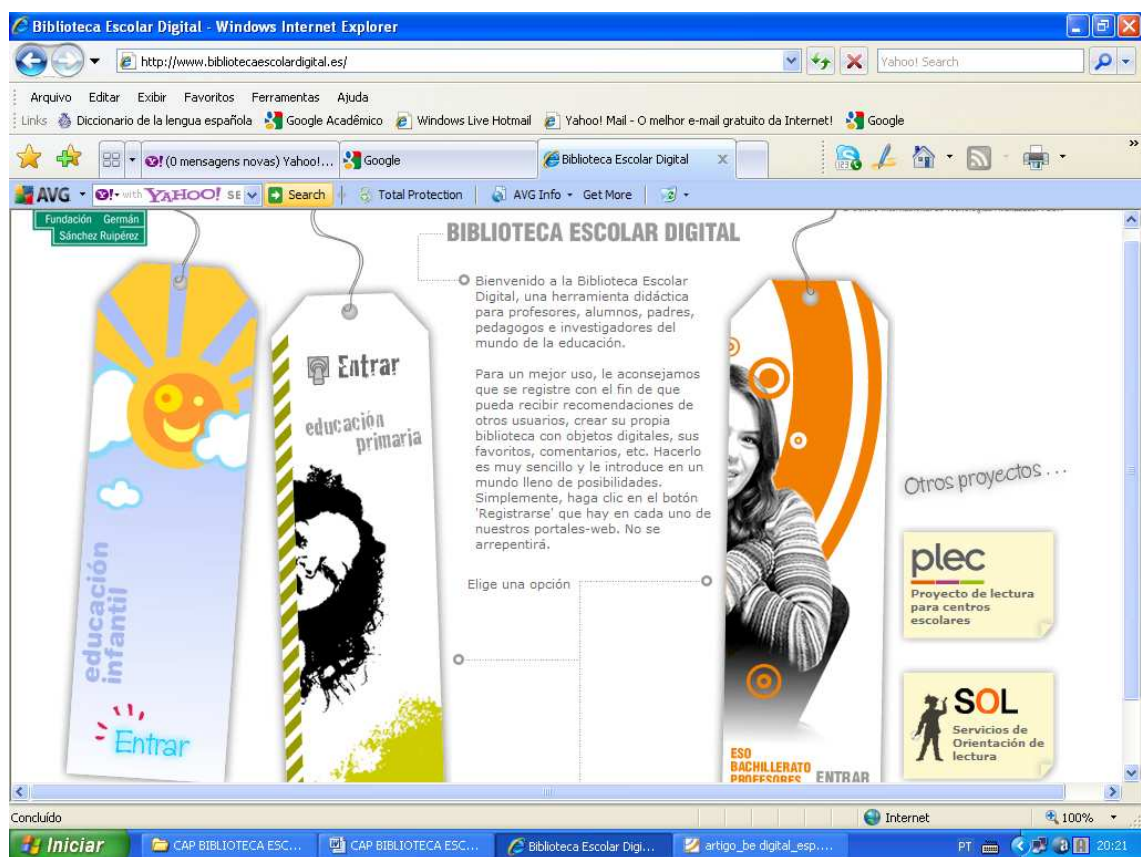 Biblioteca Escolar Digital - Windows Internet Explorer
http://www.bibliotecaescolardigital.es/
Yahoo! Search
Arquivo Editar Exibir Favoritos Ferramentas Ajuda
Links Diccionario de la lengua española Google Acadêmico Windows Live Hotmail Yahoo! Mail - O melhor e-mail gratuito da Internet! Google
(0 mensagens novas) Yahoo!... Google Biblioteca Escolar Digital
AVG Y! with YAHOO! SE Search Total Protection AVG Info Get More
Fundación Germán
Sánchez Ruipérez
BIBLIOTECA ESCOLAR DIGITAL
Bienvenido a la Biblioteca Escolar
Digital, una herramienta didáctica
para profesores, alumnos, padres,
pedagogos e investigadores del
mundo de la educación.
Para un mejor uso, le aconsejamos
que se registre con el fin de que
pueda recibir recomendaciones de
otros usuarios, crear su propia
biblioteca con objetos digitales, sus
favoritos, comentarios, etc. Hacerlo
es muy sencillo y le introduce en un
mundo lleno de posibilidades.
Simplemente, haga clic en el botón
'Registrarse' que hay en cada uno de
nuestros portales-web. No se
arrepentirá.
Elige una opción
educación
infantil
Entrar
Entrar
educación
primaria
ESO
BACHILLERATO
PROFESORES ENTRAR
Otros proyectos ...
plec
Proyecto de lectura
para centros
escolares
SOL
Servicios de
Orientación de
lectura
Concluído Internet 100%
Iniciar CAP BIBLIOTECA ESC... CAP BIBLIOTECA ESC... Biblioteca Escolar Digi... artigo_be digital_esp.... PT 20:21